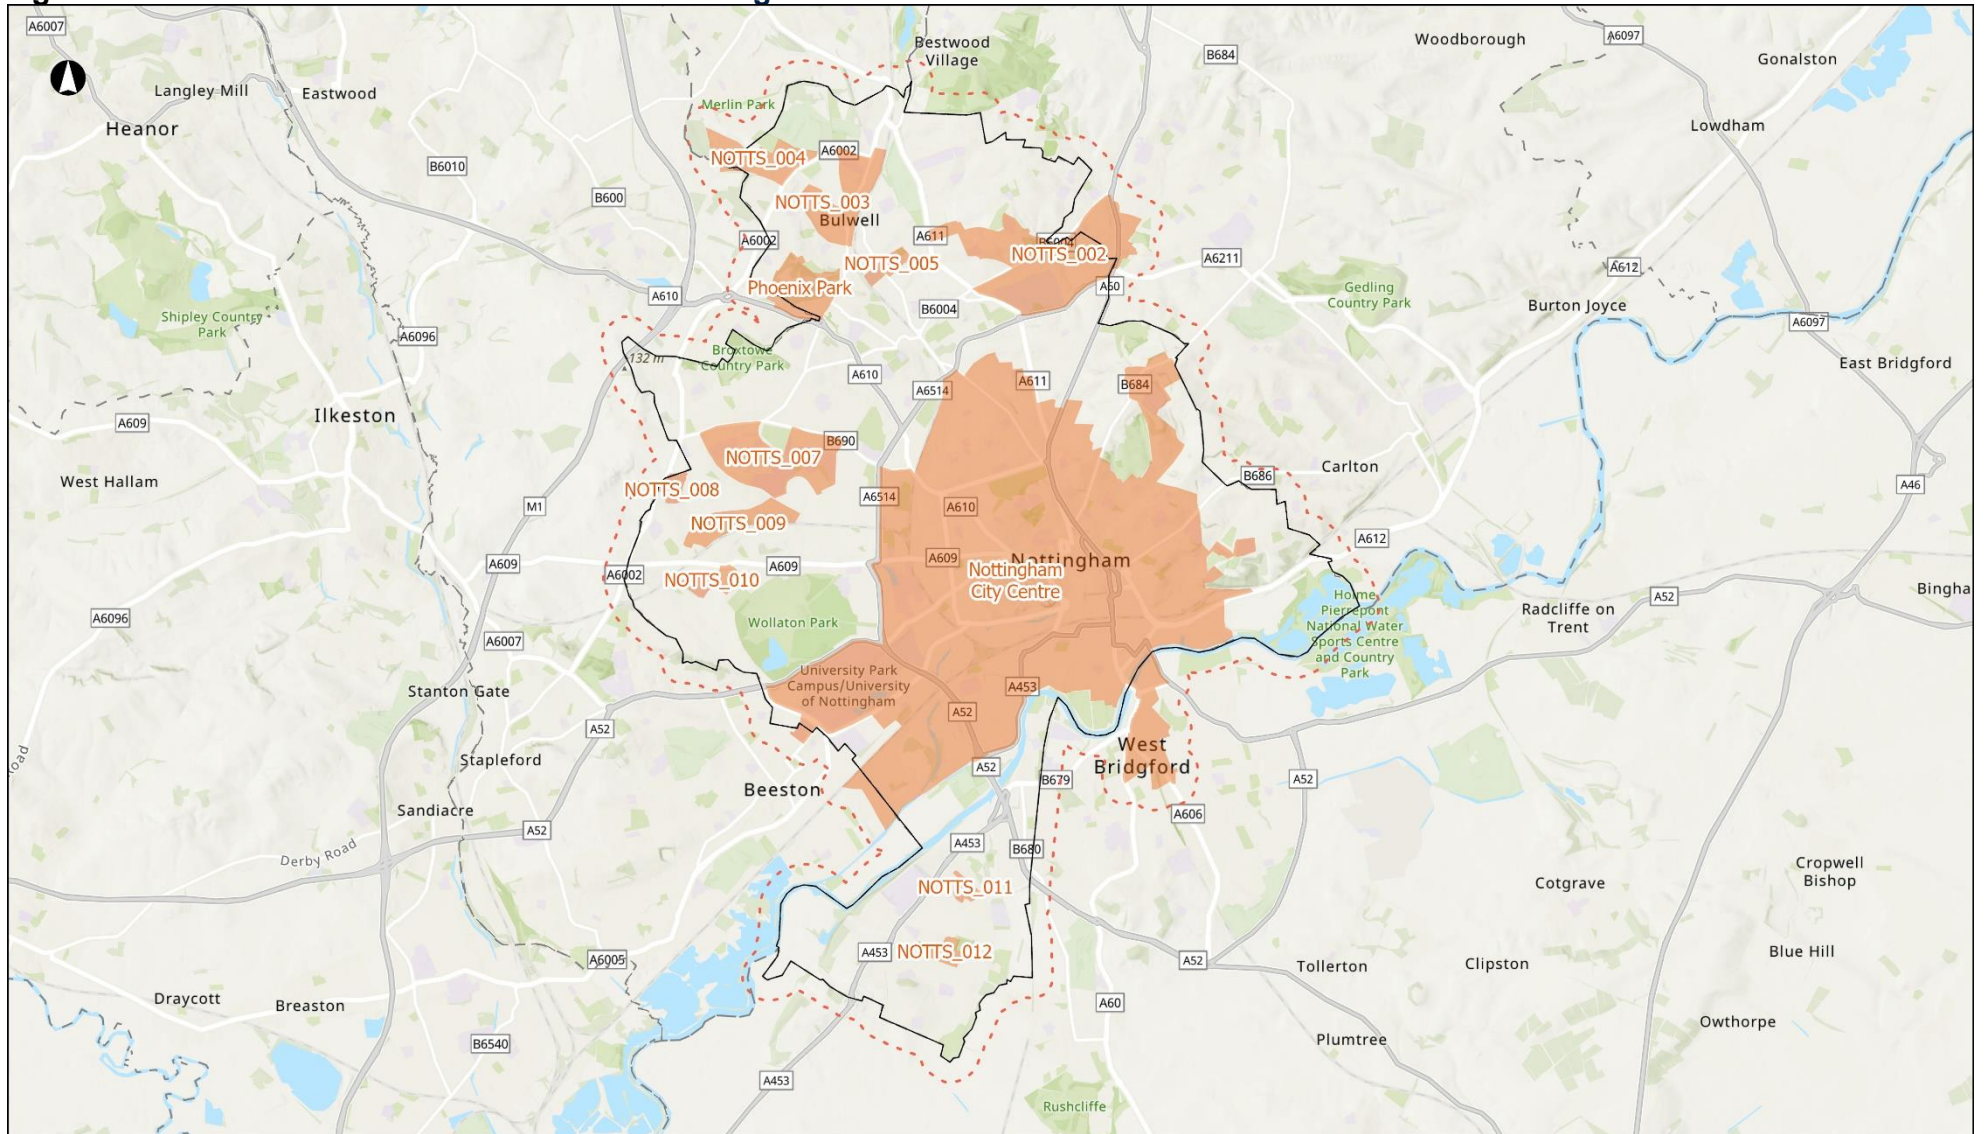 A6007
Bestwood
Village
B684
Woodborough
A6097
Gonalston
Langley Mill
Eastwood
Merlin Park
Heanor
Lowdham
B6010
NOTTS_004
A6002
B600
NOTTS_003
Bulwell
A6002
A611
B6004
NOTTS_002
A6211
A612
NOTTS_005
Phoenix Park
A610
A60
Gedling
Country Park
Burton Joyce
Shipley Country
Park
B6004
A6097
A6096
132 m
Broxtowe
Country Park
East Bridgford
A610
A6514
A611
B684
Ilkeston
A609
B690
NOTTS_007
West Hallam
NOTTS_008
A6514
B686
Carlton
A46
M1
A610
NOTTS_009
A612
A609
A6002
NOTTS_010
A609
A609
Nottingham
Nottingham
City Centre
A6096
Wollaton Park
Holme
Pierrepont
National Water
Sports Centre
and Country
Park
Radcliffe on
Trent
A52
Bingha
A6007
Stanton Gate
University Park
Campus/University
of Nottingham
A453
A52
A52
Stapleford
West
Bridgford
A52
B679
A52
Beeston
Sandiacre
A52
A606
Derby Road
oad
A453
B680
Cropwell
Bishop
NOTTS_011
Cotgrave
A453
NOTTS_012
A6005
A52
Tollerton
Clipston
Blue Hill
Draycott
Breaston
A60
Owthorpe
B6540
Plumtree
A453
Rushcliffe